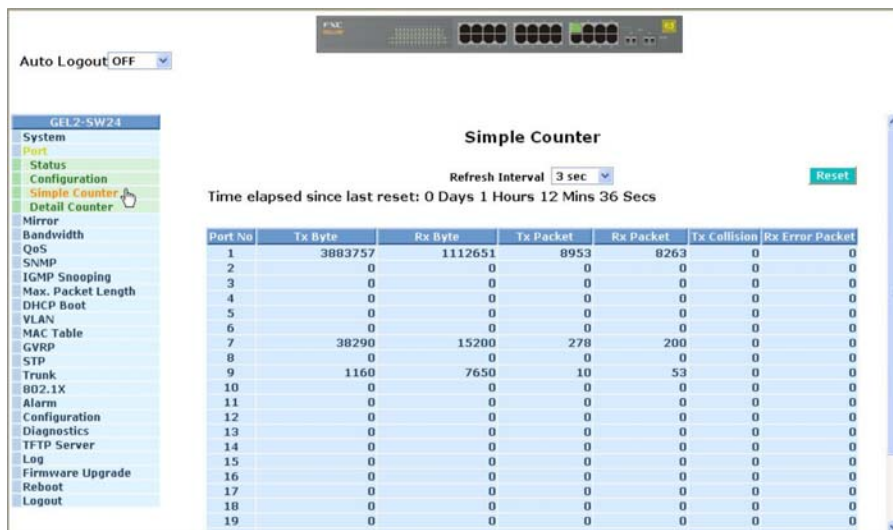 FXC
Auto Logout OFF
GEL2-SW24
System
Port
Status
Configuration
Simple Counter
Detail Counter
Mirror
Bandwidth
QoS
SNMP
IGMP Snooping
Max. Packet Length
DHCP Boot
VLAN
MAC Table
GVRP
STP
Trunk
802.1X
Alarm
Configuration
Diagnostics
TFTP Server
Log
Firmware Upgrade
Reboot
Logout
Simple Counter
Refresh Interval 3 sec
Reset
Time elapsed since last reset: 0 Days 1 Hours 12 Mins 36 Secs
Port No Tx Byte Rx Byte Tx Packet Rx Packet Tx Collision Rx Error Packet
1 3883757 1112651 8953 8263 0 0
2 0 0 0 0 0 0
3 0 0 0 0 0 0
4 0 0 0 0 0 0
5 0 0 0 0 0 0
6 0 0 0 0 0 0
7 38290 15200 278 200 0 0
8 0 0 0 0 0 0
9 1160 7650 10 53 0 0
10 0 0 0 0 0 0
11 0 0 0 0 0 0
12 0 0 0 0 0 0
13 0 0 0 0 0 0
14 0 0 0 0 0 0
15 0 0 0 0 0 0
16 0 0 0 0 0 0
17 0 0 0 0 0 0
18 0 0 0 0 0 0
19 0 0 0 0 0 0